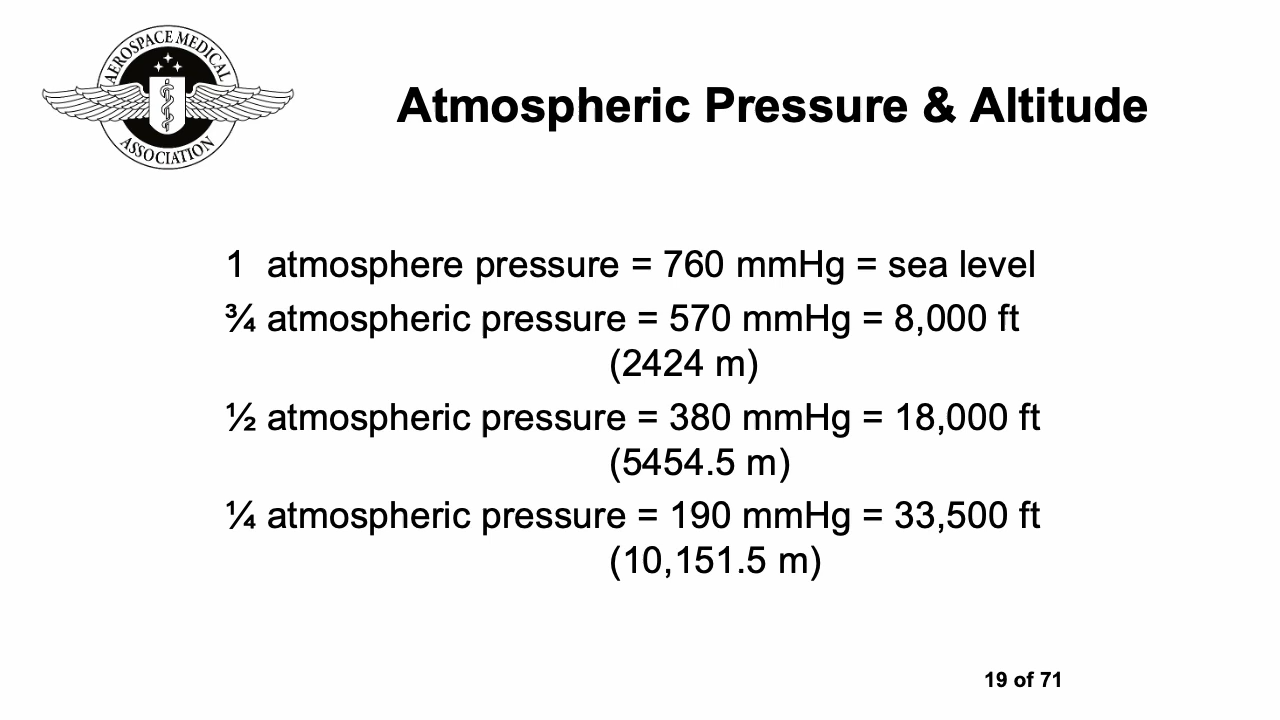 AEROSPACE MEDICAL
ASSOCIATION
Atmospheric Pressure & Altitude
1 atmosphere pressure = 760 mmHg = sea level
¾ atmospheric pressure = 570 mmHg = 8,000 ft
(2424 m)
½ atmospheric pressure = 380 mmHg = 18,000 ft
(5454.5 m)
¼ atmospheric pressure = 190 mmHg = 33,500 ft
(10,151.5 m)
19 of 71